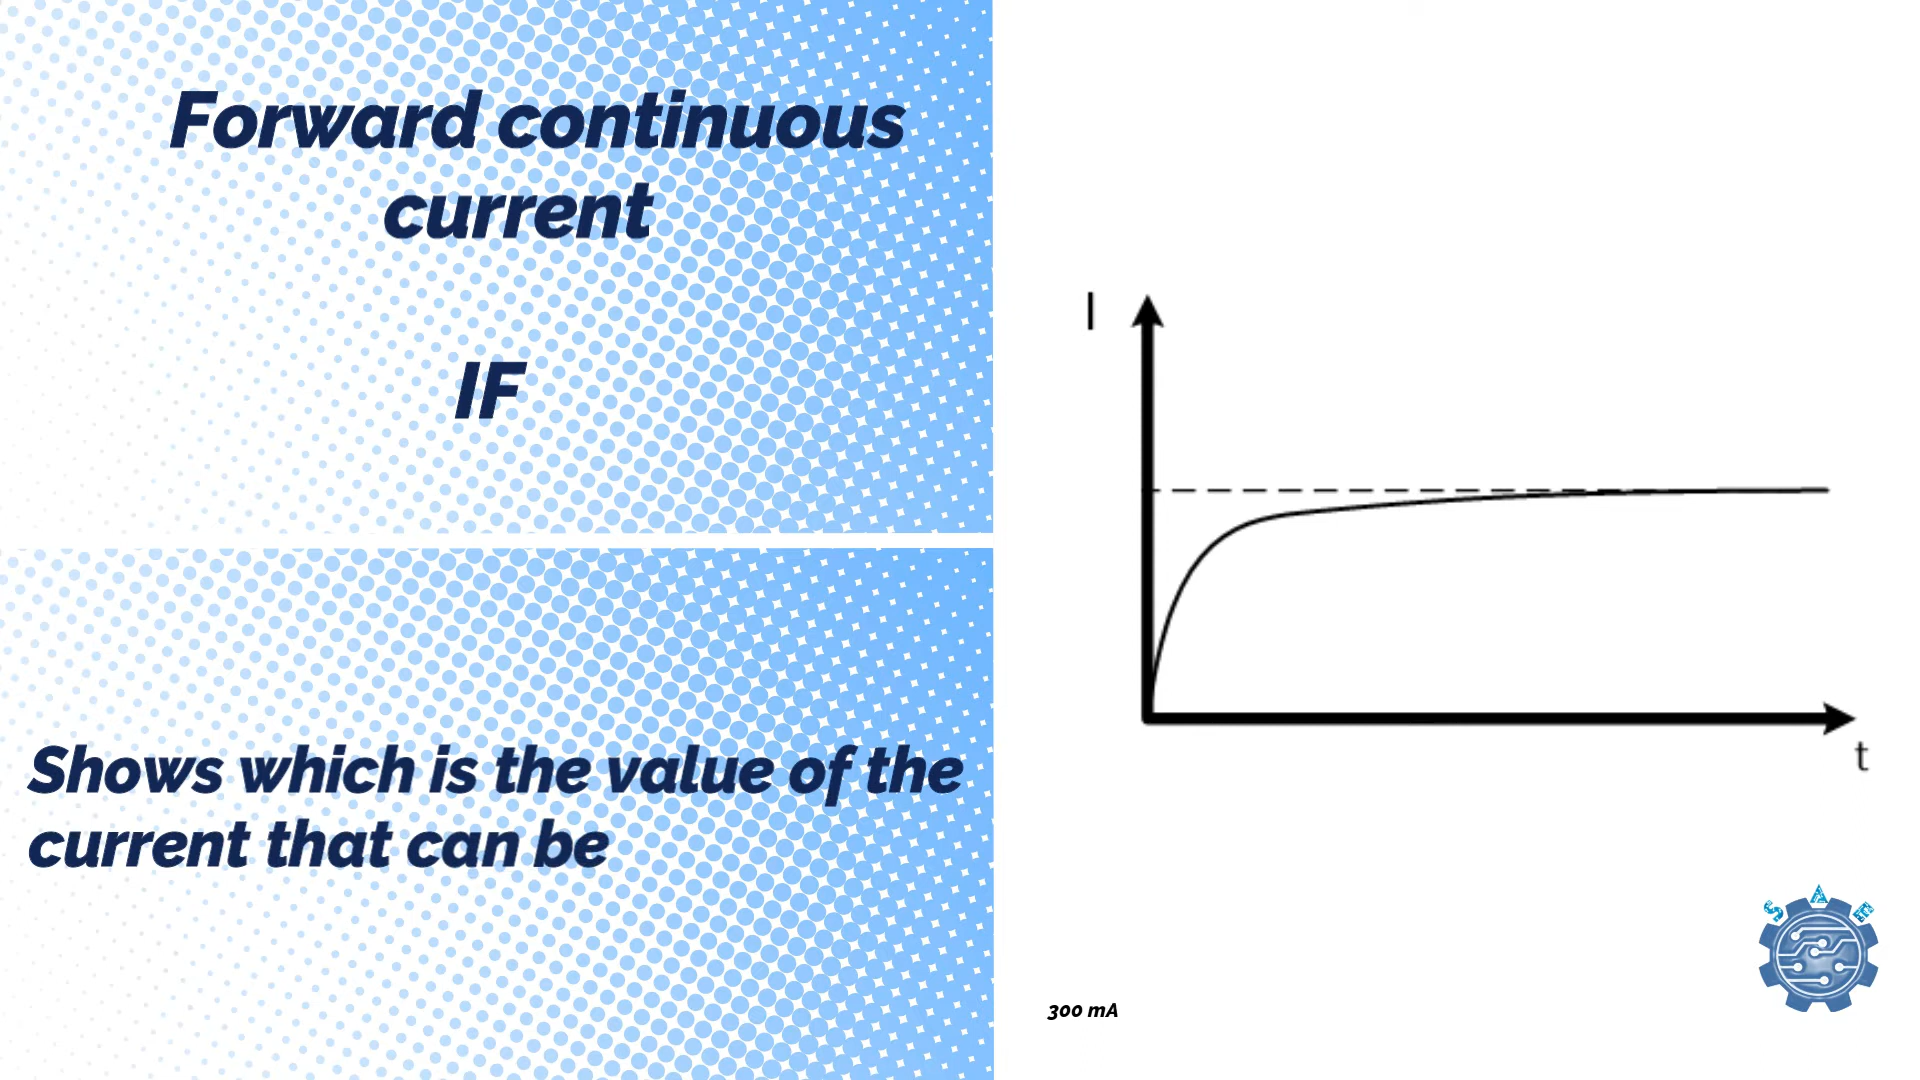 Forward continuous
current
IF
Shows which is the value of the
current that can be
I
t
S A E
300 mA